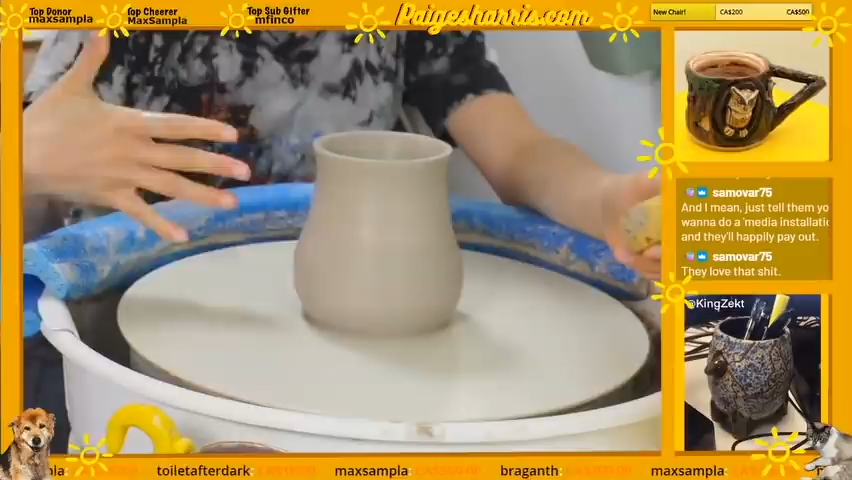 Top Donor
maxsampla
Top Cheerer
MaxSampla
Top Sub Gifter
mfinco
Paigesharris.com
New Chair!
CA$200
CA$500
samovar75
And I mean, just tell them yo
wanna do a 'media installatio
and they'll happily pay out.
samovar75
They love that shit.
@KingZekt
toiletafterdark:
maxsampla:
braganth:
maxsampla: